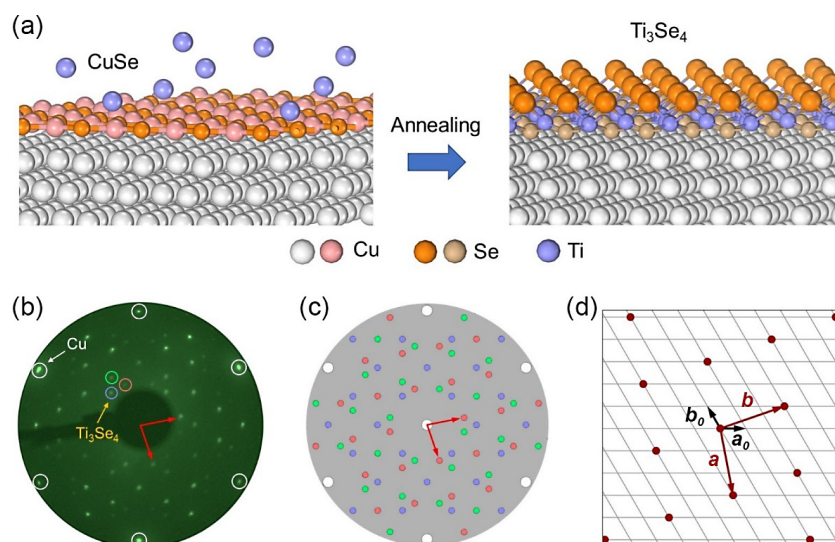 (a)
CuSe
Ti₃Se₄
Annealing
Cu
Se
Ti
(b)
(c)
(d)
Cu
Ti₃Se₄
b₀
b
a₀
a